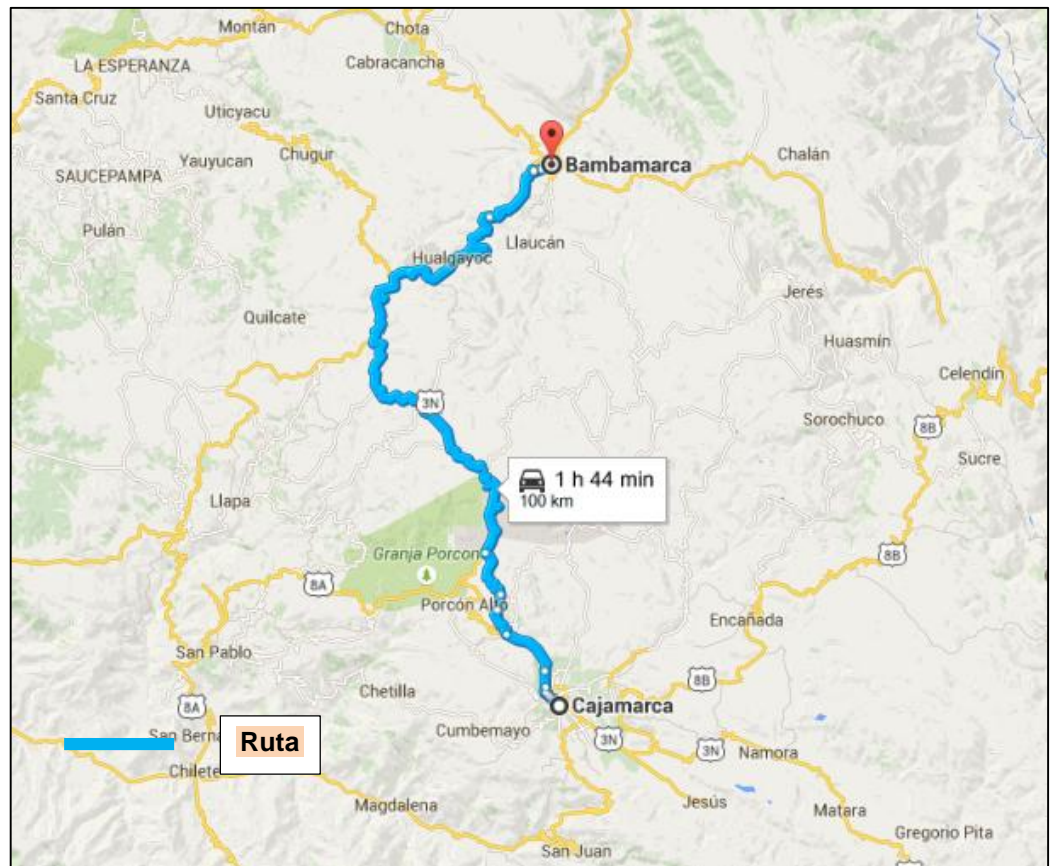 Montán
Chota
LA ESPERANZA
Cabracancha
Santa Cruz
Uticyacu
Chugur
Yauyucan
Chalán
Bambamarca
SAUCEPAMPA
Pulán
Llaucán
Hualgayoc
Jerés
Quilcate
Huasmín
Celendín
3N
Sorochuco
8B
Sucre
1 h 44 min
100 km
Llapa
Granja Porcon
8B
8A
Porcón Alto
Encañada
San Pablo
8B
Chetilla
Cajamarca
8A
Cumbemayo
San Berna
Ruta
3N
3N
Namora
Chilete
Jesús
Magdalena
Matara
Gregorio Pita
San Juan